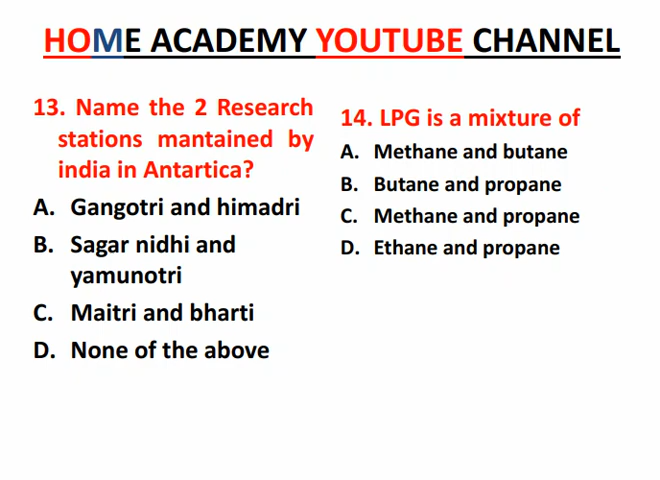 HOME ACADEMY YOUTUBE CHANNEL
13. Name the 2 Research
stations mantained by
india in Antartica?
A. Gangotri and himadri
B. Sagar nidhi and
yamunotri
C. Maitri and bharti
D. None of the above
14. LPG is a mixture of
A. Methane and butane
B. Butane and propane
C. Methane and propane
D. Ethane and propane